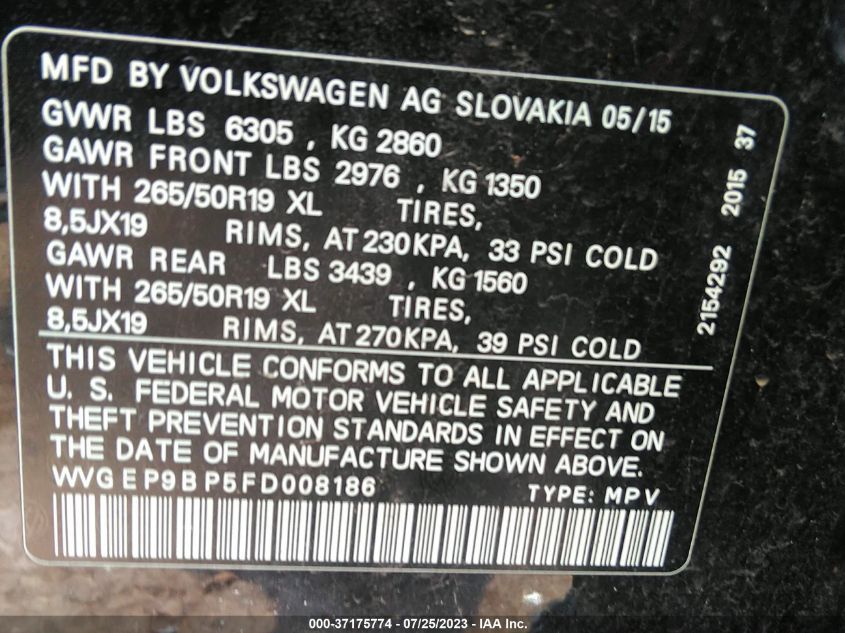 MFD BY VOLKSWAGEN AG SLOVAKIA 05/15
GVWR LBS 6305 , KG 2860
GAWR FRONT LBS 2976 , KG 1350
WITH 265/50R19 XL TIRES,
8,5JX19 RIMS, AT 230KPA, 33 PSI COLD
GAWR REAR LBS 3439 , KG 1560
WITH 265/50R19 XL TIRES,
8,5JX19 RIMS, AT 270KPA, 39 PSI COLD
2154292 2015 37
THIS VEHICLE CONFORMS TO ALL APPLICABLE
U. S. FEDERAL MOTOR VEHICLE SAFETY AND
THEFT PREVENTION STANDARDS IN EFFECT ON
THE DATE OF MANUFACTURE SHOWN ABOVE.
WVGEP9BP5FD008186 TYPE: MPV
000-37175774 - 07/25/2023 - IAA Inc.